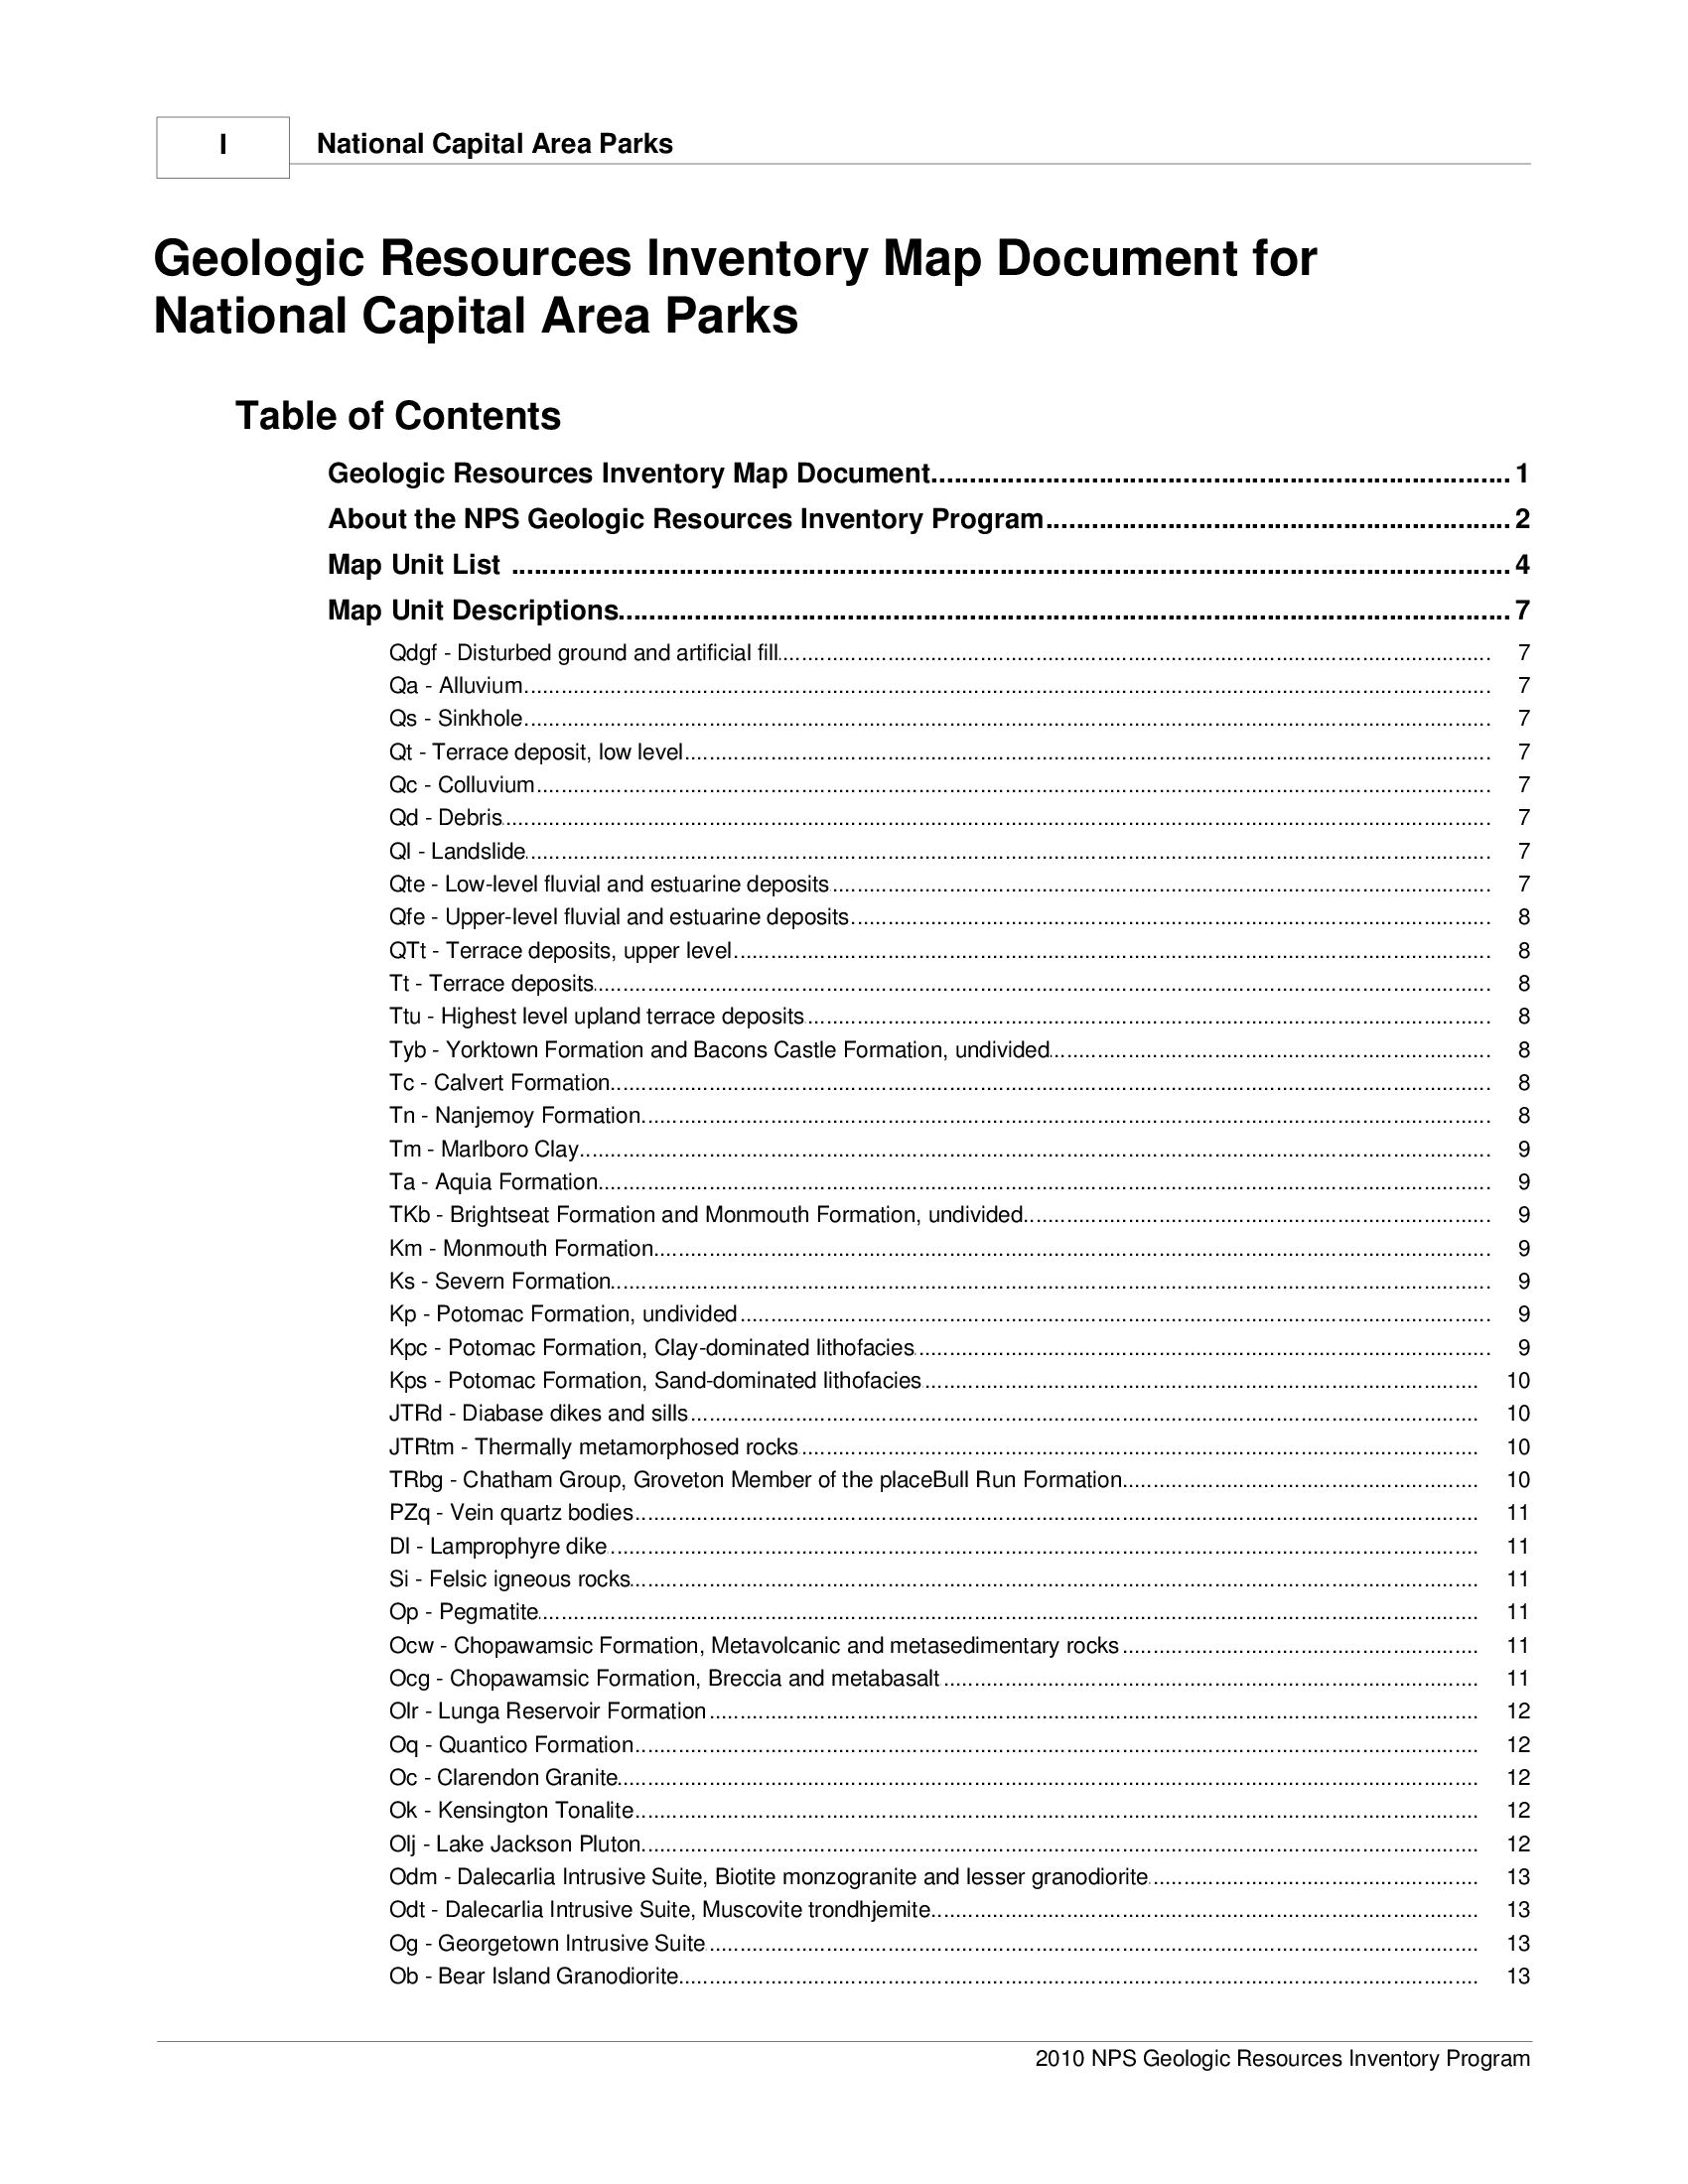 I
National Capital Area Parks
Geologic Resources Inventory Map Document for
National Capital Area Parks
Table of Contents
Geologic Resources Inventory Map Document 1
About the NPS Geologic Resources Inventory Program 2
Map Unit List 4
Map Unit Descriptions 7
Qdgf - Disturbed ground and artificial fill 7
Qa - Alluvium 7
Qs - Sinkhole 7
Qt - Terrace deposit, low level 7
Qc - Colluvium 7
Qd - Debris 7
Ql - Landslide 7
Qte - Low-level fluvial and estuarine deposits 7
Qfe - Upper-level fluvial and estuarine deposits 8
QTt - Terrace deposits, upper level 8
Tt - Terrace deposits 8
Ttu - Highest level upland terrace deposits 8
Tyb - Yorktown Formation and Bacons Castle Formation, undivided 8
Tc - Calvert Formation 8
Tn - Nanjemoy Formation 8
Tm - Marlboro Clay 9
Ta - Aquia Formation 9
TKb - Brightseat Formation and Monmouth Formation, undivided 9
Km - Monmouth Formation 9
Ks - Severn Formation 9
Kp - Potomac Formation, undivided 9
Kpc - Potomac Formation, Clay-dominated lithofacies 9
Kps - Potomac Formation, Sand-dominated lithofacies 10
JTRd - Diabase dikes and sills 10
JTRtm - Thermally metamorphosed rocks 10
TRbg - Chatham Group, Groveton Member of the placeBull Run Formation 10
PZq - Vein quartz bodies 11
Dl - Lamprophyre dike 11
Si - Felsic igneous rocks 11
Op - Pegmatite 11
Ocw - Chopawamsic Formation, Metavolcanic and metasedimentary rocks 11
Ocg - Chopawamsic Formation, Breccia and metabasalt 11
Olr - Lunga Reservoir Formation 12
Oq - Quantico Formation 12
Oc - Clarendon Granite 12
Ok - Kensington Tonalite 12
Olj - Lake Jackson Pluton 12
Odm - Dalecarlia Intrusive Suite, Biotite monzogranite and lesser granodiorite 13
Odt - Dalecarlia Intrusive Suite, Muscovite trondhjemite 13
Og - Georgetown Intrusive Suite 13
Ob - Bear Island Granodiorite 13
2010 NPS Geologic Resources Inventory Program